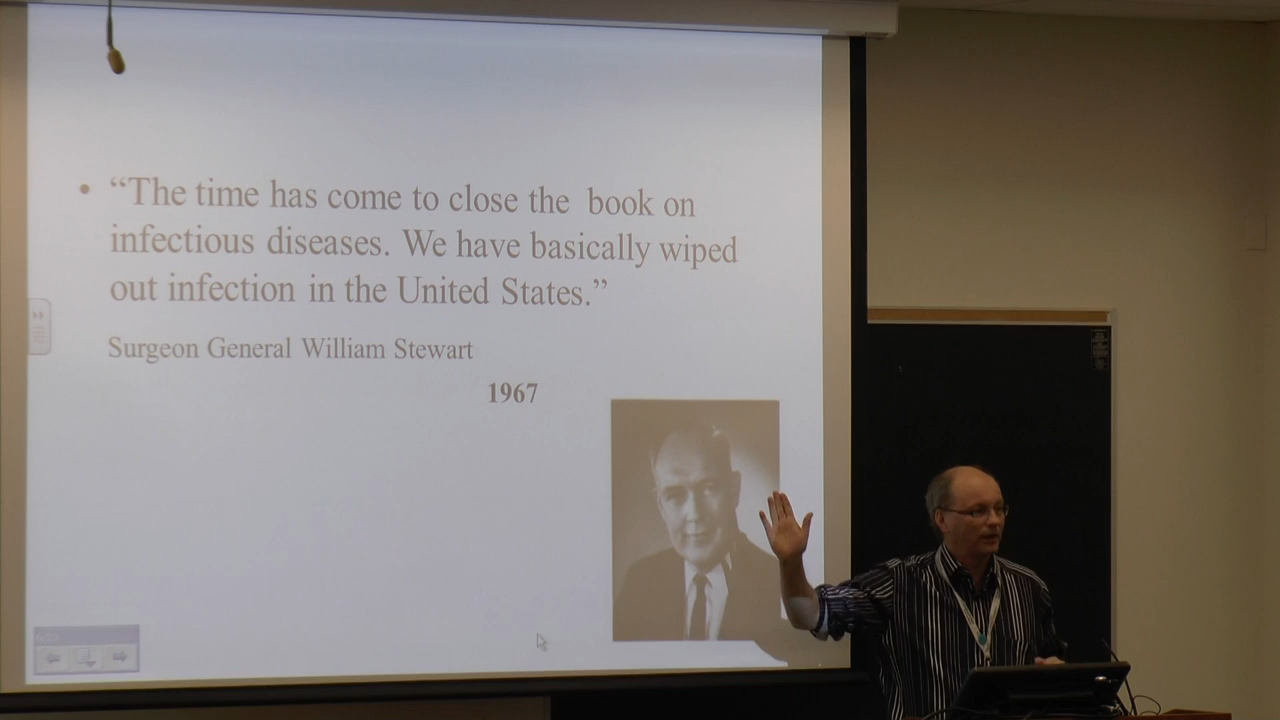 • “The time has come to close the book on
infectious diseases. We have basically wiped
out infection in the United States.”
Surgeon General William Stewart
1967